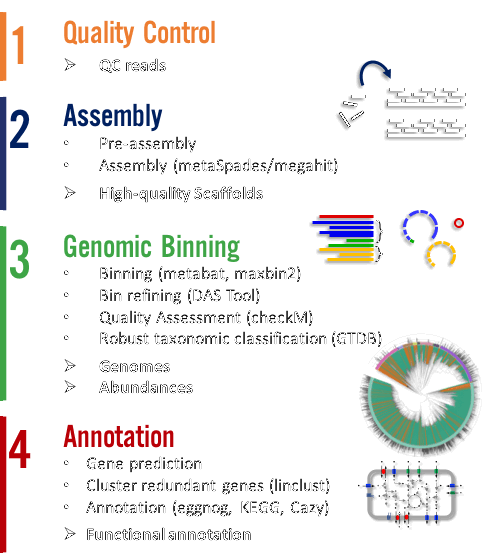 1
Quality Control
➢ QC reads
2
Assembly
• Pre-assembly
• Assembly (metaSpades/megahit)
➢ High-quality Scaffolds
3
Genomic Binning
• Binning (metabat, maxbin2)
• Bin refining (DAS Tool)
• Quality Assessment (checkM)
• Robust taxonomic classification (GTDB)
➢ Genomes
➢ Abundances
4
Annotation
• Gene prediction
• Cluster redundant genes (linclust)
• Annotation (eggnog, KEGG, Cazy)
➢ Functional annotation